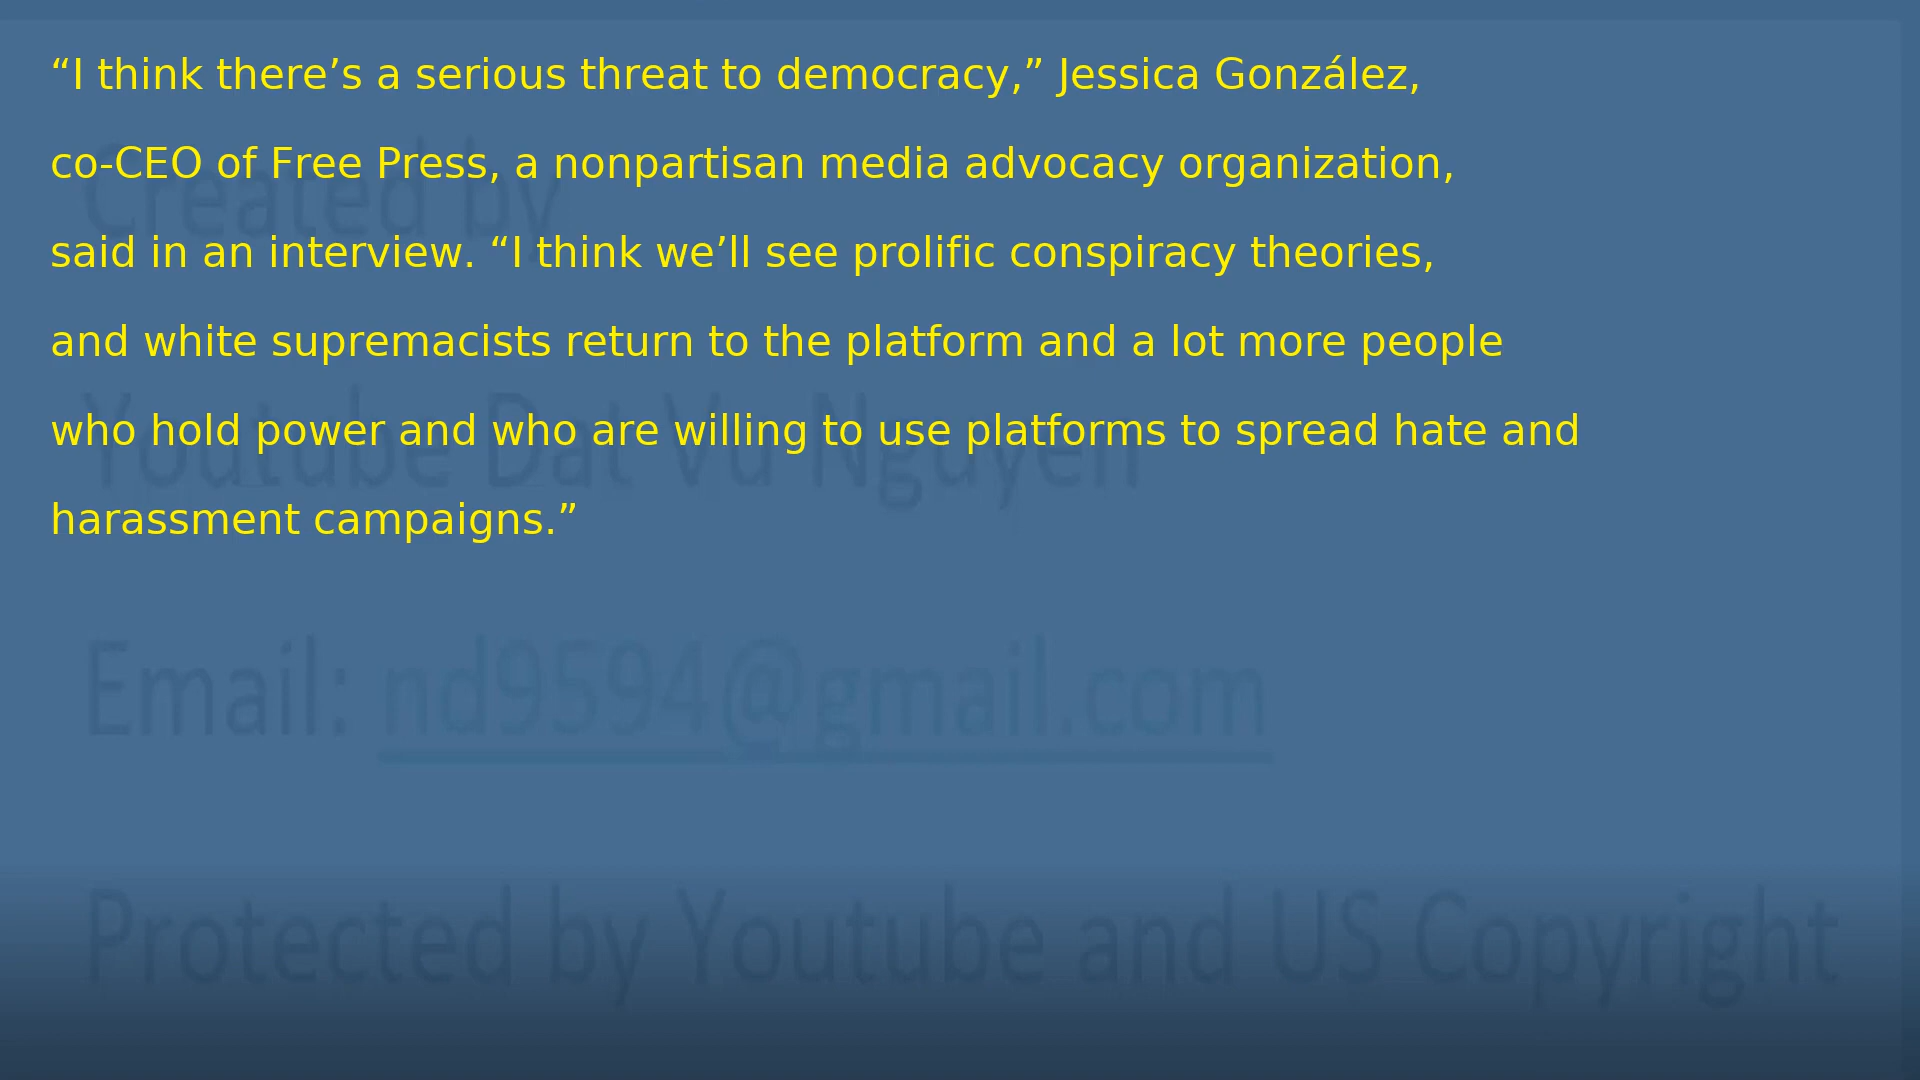 “I think there’s a serious threat to democracy,” Jessica González,
co-CEO of Free Press, a nonpartisan media advocacy organization,
Created by
said in an interview. “I think we’ll see prolific conspiracy theories,
and white supremacists return to the platform and a lot more people
who hold power and who are willing to use platforms to spread hate and
Youtube Dat Vu Nguyen
harassment campaigns.”
Email: nd9594@gmail.com
Protected by Youtube and US Copyright